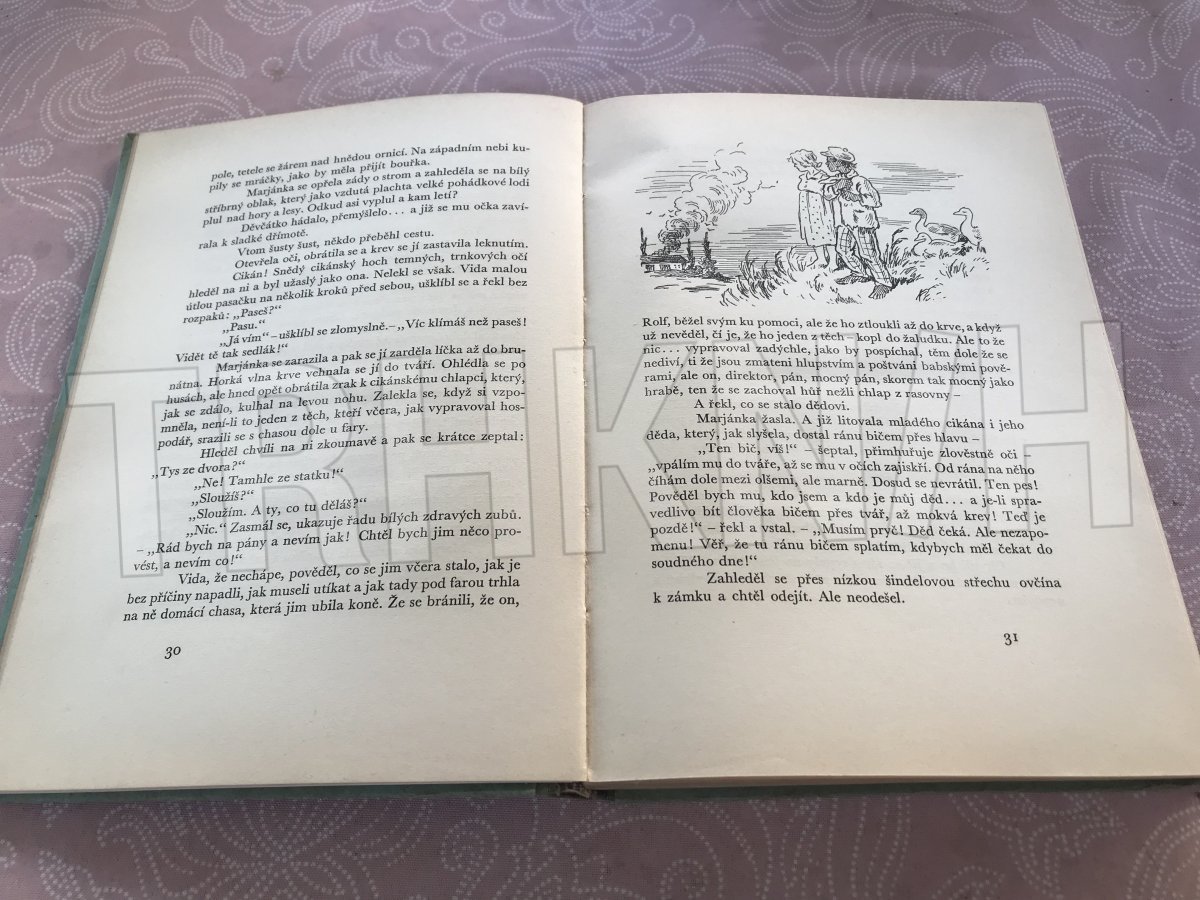 pole, tetele se žárem nad hnědou ornicí. Na západním nebi ku-
pily se mráčky, jako by měla přijít bouřka.
Marjánka se opřela zády o strom a zahleděla se na bílý
stříbrný oblak, který jako vzdutá plachta velké pohádkové lodi
plul nad hory a lesy. Odkud asi vyplul a kam letí?
Děvčátko hádalo, přemýšlelo... a již se mu očka zaví-
rala k sladké dřímotě.
Vtom šusty šust, někdo přeběhl cestu.
Otevřela oči, obrátila se a krev se jí zastavila leknutím.
Cikán! Snědý cikánský hoch temných, trnkových očí
hleděl na ni a byl užaslý jako ona. Nelekl se však. Vida malou
útlou pasačku na několik kroků před sebou, ušklíbl se a řekl bez
rozpaků: „Paseš?“
„Pasu.“
„Já vím“ – ušklíbl se zlomyslně. – „Víc klímáš než paseš!
Vidět tě tak sedlák!“
Marjánka se zarazila a pak se jí zarděla líčka až do bru-
nátna. Horká vlna krve vehnala se jí do tváří. Ohlédla se po
husách, ale hned opět obrátila zrak k cikánskému chlapci, který,
jak se zdálo, kulhal na levou nohu. Zalekla se, když si vzpo-
mněla, není-li to jeden z těch, kteří včera, jak vypravoval hos-
podář, srazili se s chasou dole u fary.
Hleděl chvíli na ni zkoumavě a pak se krátce zeptal:
„Tys ze dvora?“
„Ne! Tamhle ze statku!“
„Sloužíš?“
„Sloužím. A ty, co tu děláš?“
„Nic.“ Zasmál se, ukazuje řadu bílých zdravých zubů.
– „Rád bych na pány a nevím jak! Chtěl bych jim něco pro-
vést, a nevím co!“
Vida, že nechápe, pověděl, co se jim včera stalo, jak je
bez příčiny napadli, jak museli utíkat a jak tady pod farou trhla
na ně domácí chasa, která jim ubila koně. Že se bránili, že on,
30
Rolf, běžel svým ku pomoci, ale že ho ztloukli až do krve, a když
už nevěděl, čí je, že ho jeden z těch – kopl do žaludku. Ale to že
nic... vypravoval zadýchle, jako by pospíchal, těm dole že se
nediví, ti že jsou zmateni hlupstvím a poštváni babskými pově-
rami, ale on, direktor, pán, mocný pán, skorem tak mocný jako
hrabě, ten že se zachoval hůř nežli chlap z rasovny –
A řekl, co se stalo dědovi.
Marjánka žasla. A již litovala mladého cikána i jeho
děda, který, jak slyšela, dostal ránu bičem přes hlavu –
„Ten bič, víš!“ – šeptal, přimhuřuje zlověstně oči –
„vpálím mu do tváře, až se mu v očích zajiskří. Od rána na něho
číhám dole mezi olšemi, ale marně. Dosud se nevrátil. Ten pes!
Pověděl bych mu, kdo jsem a kdo je můj děd... a je-li spra-
vedlivo bít člověka bičem přes tvář, až mokvá krev! Teď je
pozdě!“ – řekl a vstal. – „Musím pryč! Děd čeká. Ale nezapo-
menu! Věř, že tu ránu bičem splatím, kdybych měl čekat do
soudného dne!“
Zahleděl se přes nízkou šindelovou střechu ovčína
k zámku a chtěl odejít. Ale neodešel.
31
TRHKNIH